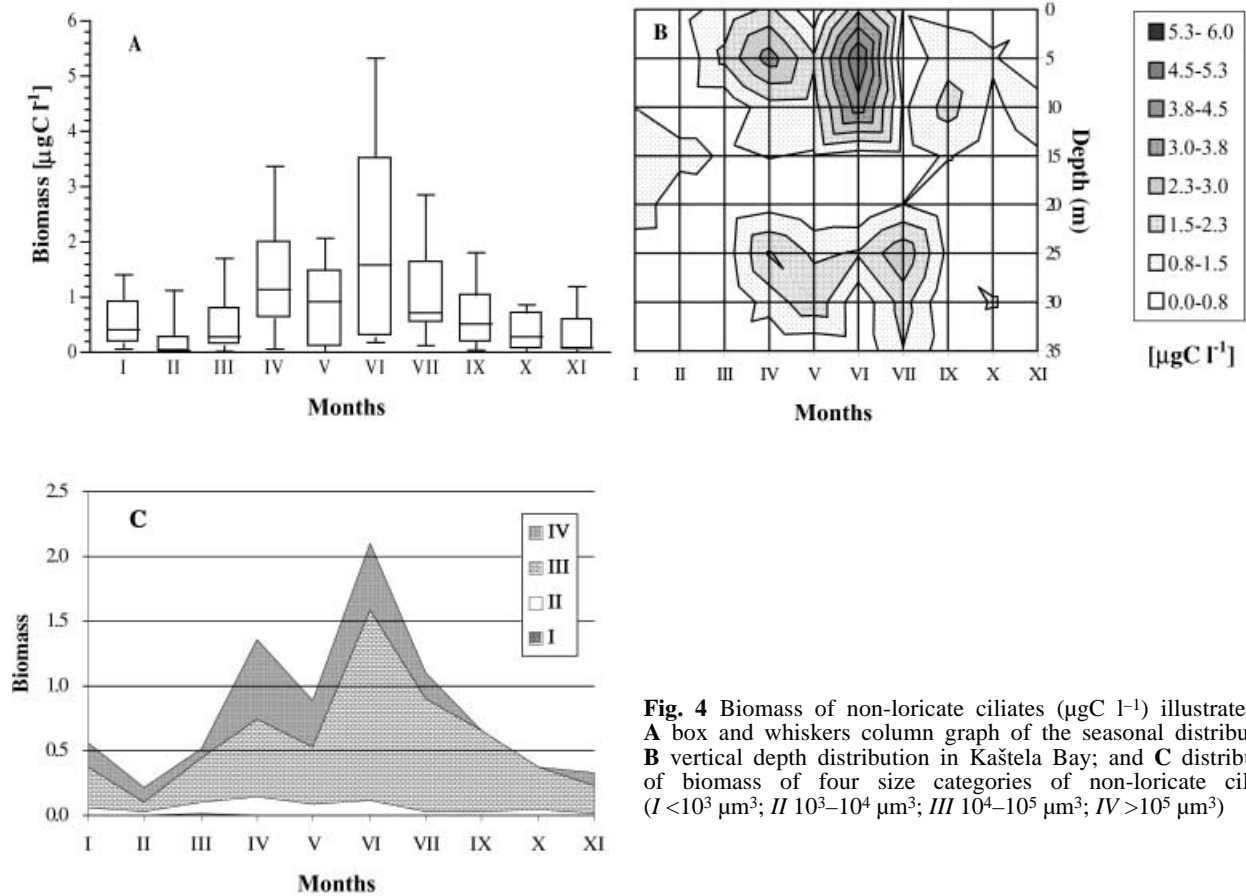 A
6
5
4
3
2
1
0
Biomass [µgC l-1]
I II III IV V VI VII IX X XI
Months
B
0
5
10
15
20
25
30
35
Depth (m)
I II III IV V VI VII IX X XI
Months
5.3- 6.0
4.5-5.3
3.8-4.5
3.0-3.8
2.3-3.0
1.5-2.3
0.8-1.5
0.0-0.8
[µgC l-1]
C
2.5
2.0
1.5
1.0
0.5
0.0
Biomass
IV
III
II
I
I II III IV V VI VII IX X XI
Months
Fig. 4 Biomass of non-loricate ciliates (µgC l–1) illustrate
A box and whiskers column graph of the seasonal distribu
B vertical depth distribution in Kaštela Bay; and C distribut
of biomass of four size categories of non-loricate cil
(I <10³ µm³; II 10³–10⁴ µm³; III 10⁴–10⁵ µm³; IV >10⁵ µm³)